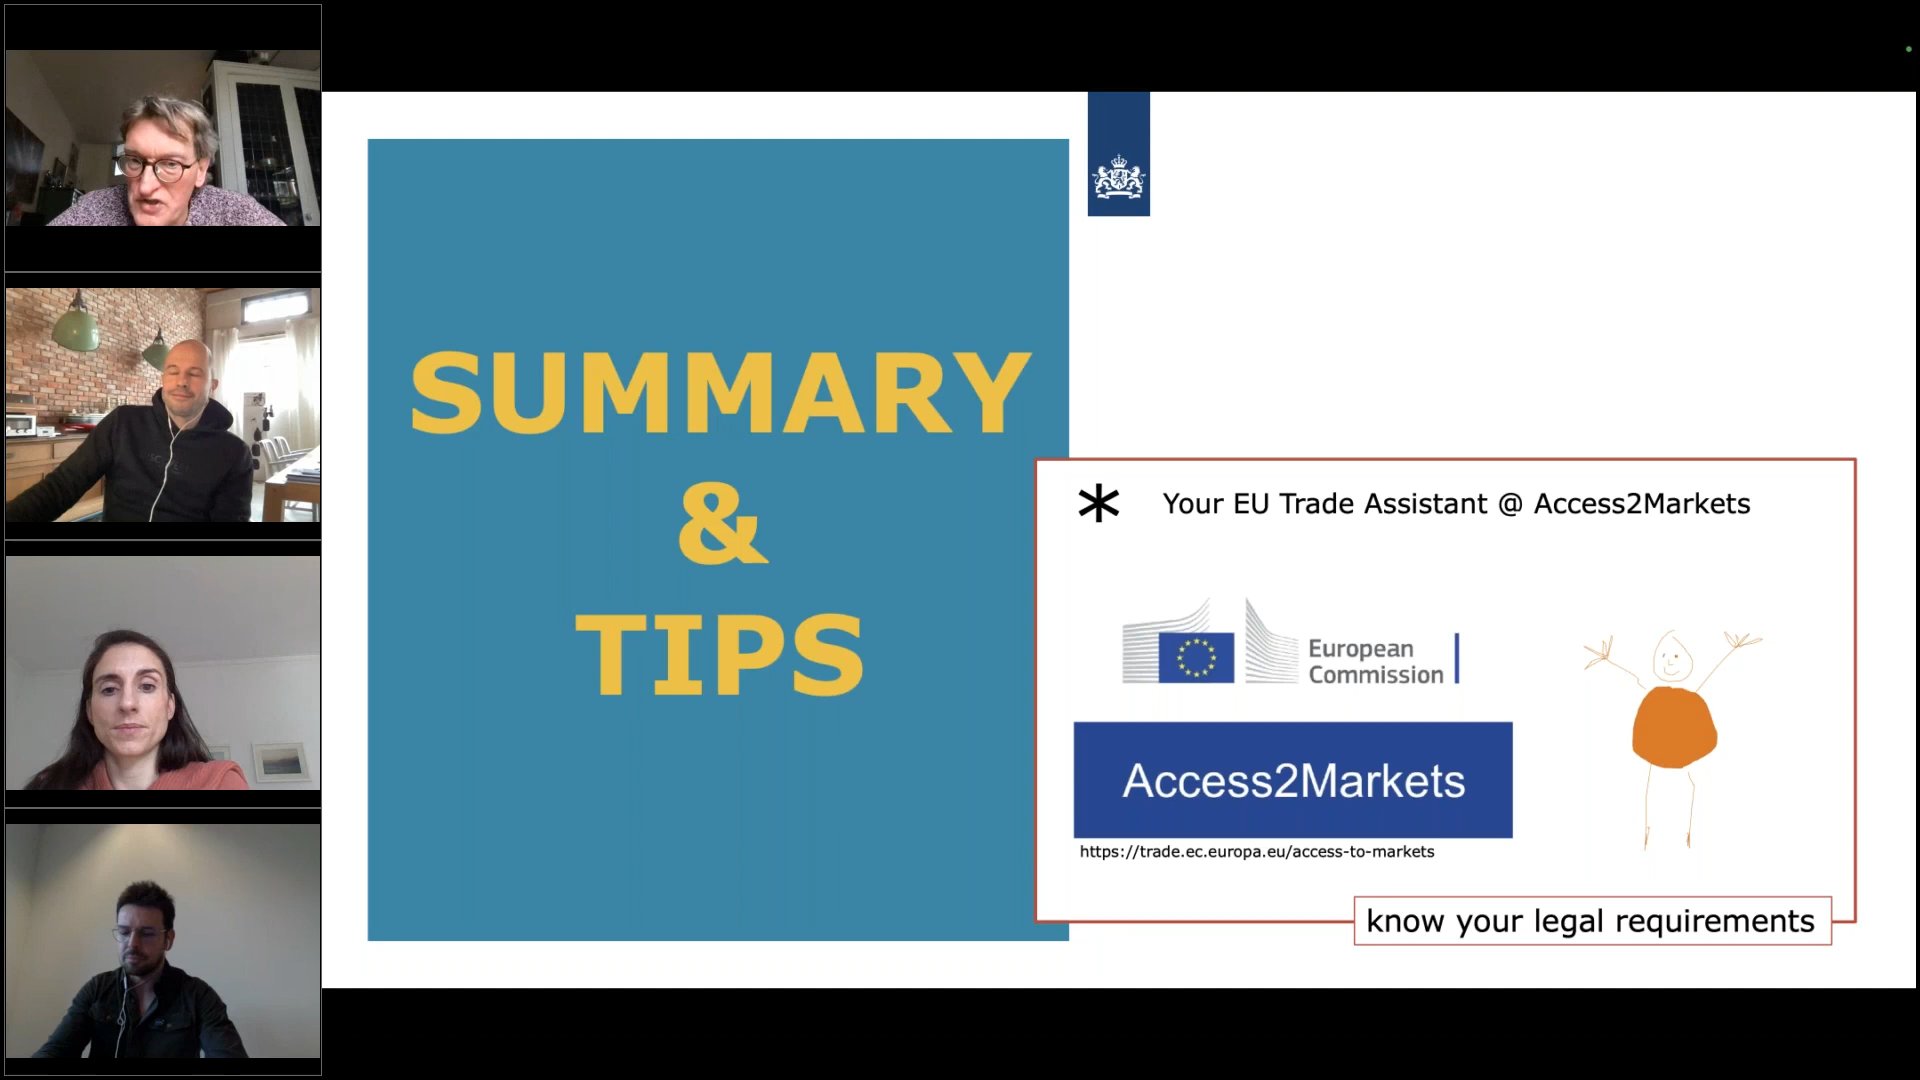 SUMMARY
&
TIPS
* Your EU Trade Assistant @ Access2Markets
European
Commission
Access2Markets
https://trade.ec.europa.eu/access-to-markets
know your legal requirements